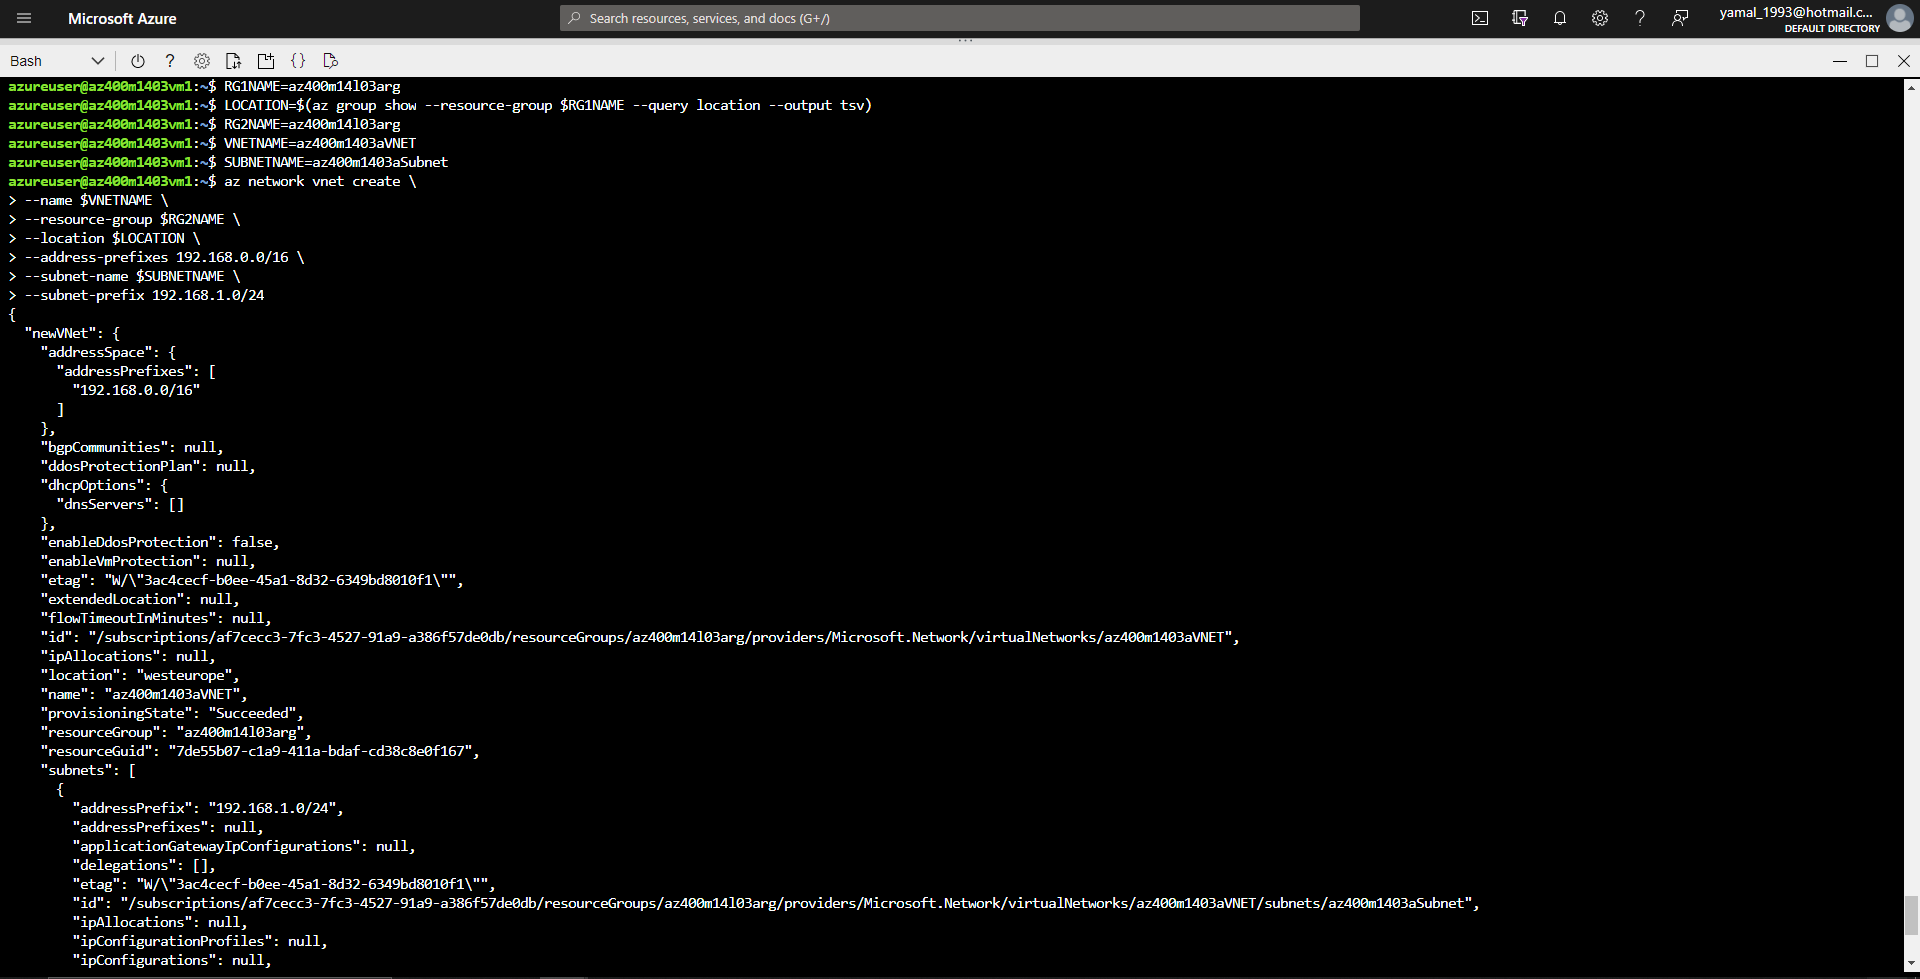 Microsoft Azure
Search resources, services, and docs (G+/)
yamal_1993@hotmail.c...
DEFAULT DIRECTORY
Bash
azureuser@az400m1403vm1:~$ RG1NAME=az400m14l03arg
azureuser@az400m1403vm1:~$ LOCATION=$(az group show --resource-group $RG1NAME --query location --output tsv)
azureuser@az400m1403vm1:~$ RG2NAME=az400m14l03arg
azureuser@az400m1403vm1:~$ VNETNAME=az400m1403aVNET
azureuser@az400m1403vm1:~$ SUBNETNAME=az400m1403aSubnet
azureuser@az400m1403vm1:~$ az network vnet create \
> --name $VNETNAME \
> --resource-group $RG2NAME \
> --location $LOCATION \
> --address-prefixes 192.168.0.0/16 \
> --subnet-name $SUBNETNAME \
> --subnet-prefix 192.168.1.0/24
{
  "newVNet": {
    "addressSpace": {
      "addressPrefixes": [
        "192.168.0.0/16"
      ]
    },
    "bgpCommunities": null,
    "ddosProtectionPlan": null,
    "dhcpOptions": {
      "dnsServers": []
    },
    "enableDdosProtection": false,
    "enableVmProtection": null,
    "etag": "W/\"3ac4cecf-b0ee-45a1-8d32-6349bd8010f1\"",
    "extendedLocation": null,
    "flowTimeoutInMinutes": null,
    "id": "/subscriptions/af7cecc3-7fc3-4527-91a9-a386f57de0db/resourceGroups/az400m14l03arg/providers/Microsoft.Network/virtualNetworks/az400m1403aVNET",
    "ipAllocations": null,
    "location": "westeurope",
    "name": "az400m1403aVNET",
    "provisioningState": "Succeeded",
    "resourceGroup": "az400m14l03arg",
    "resourceGuid": "7de55b07-c1a9-411a-bdaf-cd38c8e0f167",
    "subnets": [
      {
        "addressPrefix": "192.168.1.0/24",
        "addressPrefixes": null,
        "applicationGatewayIpConfigurations": null,
        "delegations": [],
        "etag": "W/\"3ac4cecf-b0ee-45a1-8d32-6349bd8010f1\"",
        "id": "/subscriptions/af7cecc3-7fc3-4527-91a9-a386f57de0db/resourceGroups/az400m14l03arg/providers/Microsoft.Network/virtualNetworks/az400m1403aVNET/subnets/az400m1403aSubnet",
        "ipAllocations": null,
        "ipConfigurationProfiles": null,
        "ipConfigurations": null,